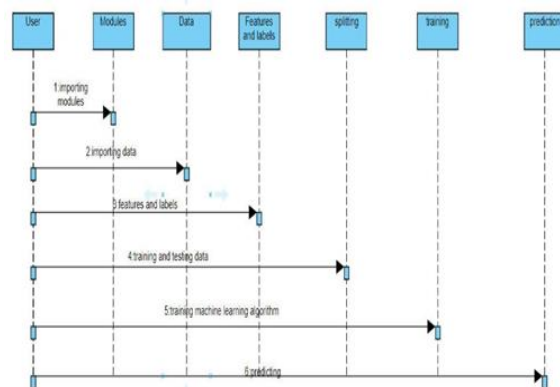 User
Modules
Data
Features
and labels
splitting
training
prediction
1:importing
modules
2:importing data
3:features and labels
4:training and testing data
5:training machine learning algorithm
6:predicting